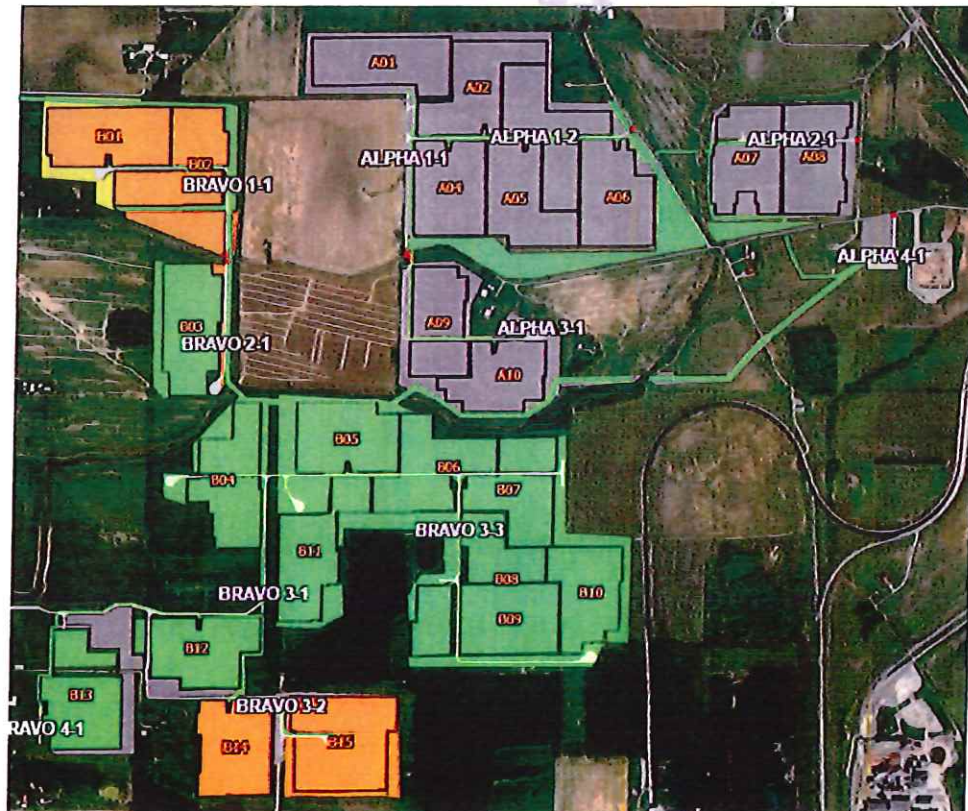 A01
A02
B01
B02
ALPHA 1-1
ALPHA 1-2
ALPHA 2-1
A07
A08
BRAVO 1-1
A04
A05
A06
ALPHA 4-1
B03
BRAVO 2-1
A09
ALPHA 3-1
A10
B05
B06
B04
B07
B11
BRAVO 3-3
B08
B10
BRAVO 3-1
B09
B12
B13
BRAVO 3-2
RAVO 4-1
B14
B15